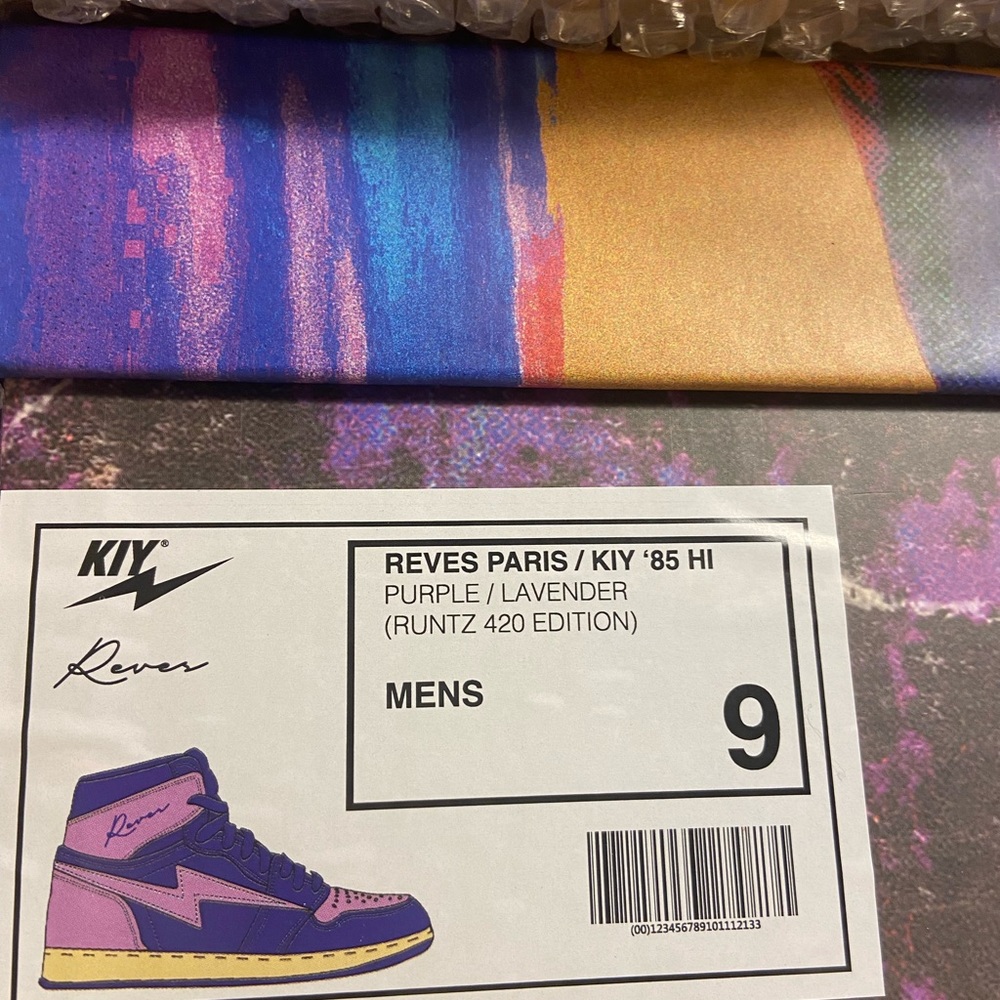 KIY®
Reves
REVES PARIS / KIY ‘85 HI
PURPLE / LAVENDER
(RUNTZ 420 EDITION)
MENS
9
Reves
(00)123456789101112133